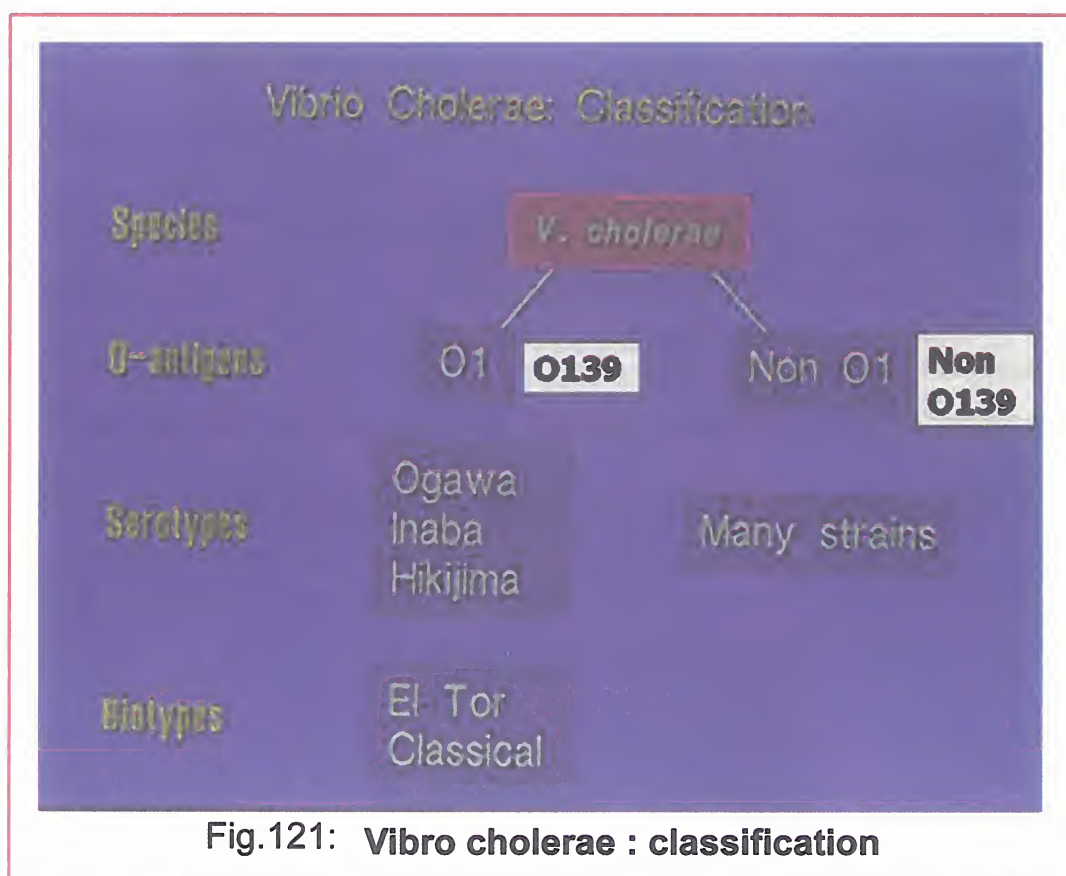 Vibrio Cholerae: Classification
Species
V. cholerae
O-antigens
O1
O139
Non O1
Non
O139
Serotypes
Ogawa
Inaba
Hikijima
Many strains
Biotypes
El Tor
Classical
Fig.121: Vibro cholerae : classification